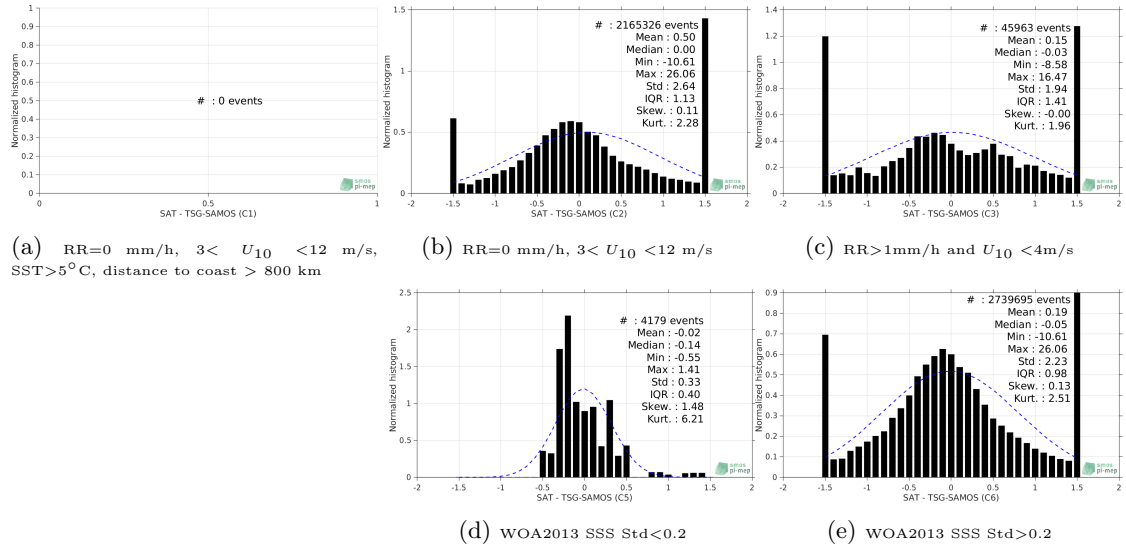 1
0.9
0.8
0.7
0.6
0.5
0.4
0.3
0.2
0.1
0
0
0.5
1
Normalized histogram
# : 0 events
SAT - TSG-SAMOS (C1)
smos
pi-mep
(a) RR=0 mm/h, 3< U10 <12 m/s,
SST>5°C, distance to coast > 800 km
1.5
1
0.5
0
-2
-1.5
-1
-0.5
0
0.5
1
1.5
2
Normalized histogram
# : 2165326 events
Mean : 0.50
Median : 0.00
Min : -10.61
Max : 26.06
Std : 2.64
IQR : 1.13
Skew. : 0.11
Kurt. : 2.28
SAT - TSG-SAMOS (C2)
smos
pi-mep
(b) RR=0 mm/h, 3< U10 <12 m/s
1.4
1.2
1
0.8
0.6
0.4
0.2
0
-2
-1.5
-1
-0.5
0
0.5
1
1.5
2
Normalized histogram
# : 45963 events
Mean : 0.15
Median : -0.03
Min : -8.58
Max : 16.47
Std : 1.94
IQR : 1.41
Skew. : -0.00
Kurt. : 1.96
SAT - TSG-SAMOS (C3)
smos
pi-mep
(c) RR>1mm/h and U10 <4m/s
2.5
2
1.5
1
0.5
0
-2
-1.5
-1
-0.5
0
0.5
1
1.5
2
Normalized histogram
# : 4179 events
Mean : -0.02
Median : -0.14
Min : -0.55
Max : 1.41
Std : 0.33
IQR : 0.40
Skew. : 1.48
Kurt. : 6.21
SAT - TSG-SAMOS (C5)
smos
pi-mep
(d) WOA2013 SSS Std<0.2
0.9
0.8
0.7
0.6
0.5
0.4
0.3
0.2
0.1
0
-2
-1.5
-1
-0.5
0
0.5
1
1.5
2
Normalized histogram
# : 2739695 events
Mean : 0.19
Median : -0.05
Min : -10.61
Max : 26.06
Std : 2.23
IQR : 0.98
Skew. : 0.13
Kurt. : 2.51
SAT - TSG-SAMOS (C6)
smos
pi-mep
(e) WOA2013 SSS Std>0.2